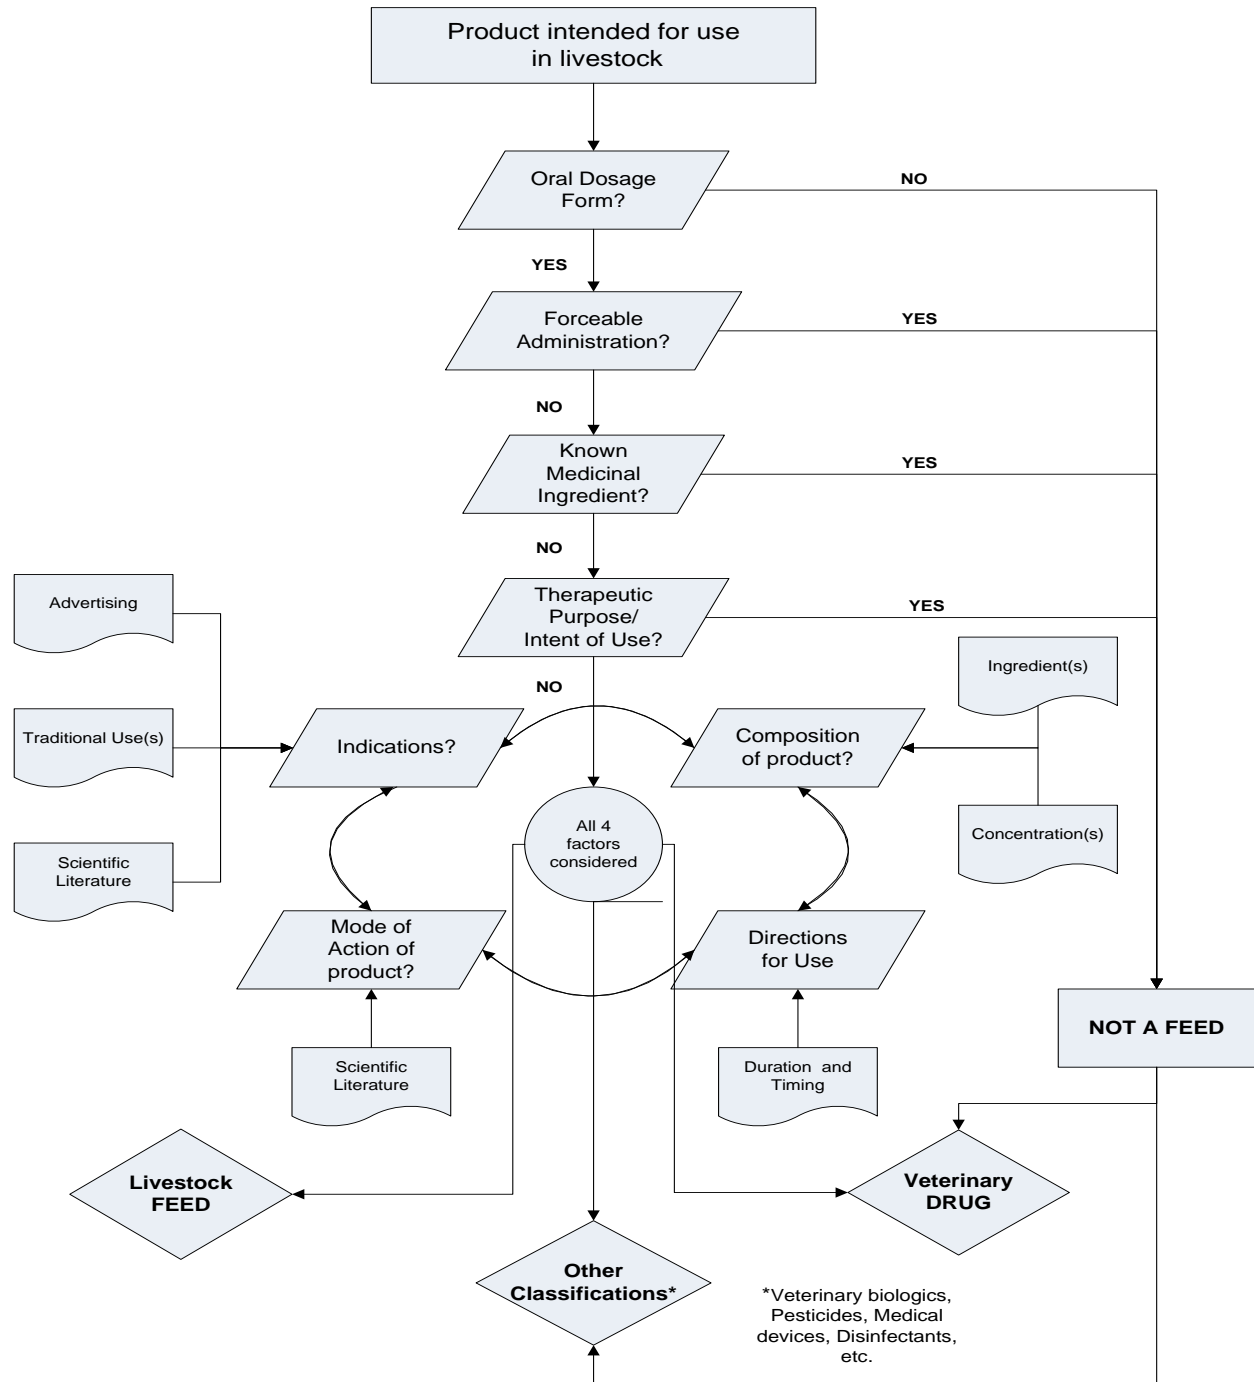 Product intended for use
in livestock
Oral Dosage
Form?
NO
YES
Forceable
Administration?
YES
NO
Known
Medicinal
Ingredient?
YES
NO
Therapeutic
Purpose/
Intent of Use?
YES
NO
Advertising
Traditional Use(s)
Scientific
Literature
Indications?
Composition
of product?
Ingredient(s)
Concentration(s)
All 4
factors
considered
Mode of
Action of
product?
Directions
for Use
Scientific
Literature
Duration and
Timing
NOT A FEED
Livestock
FEED
Veterinary
DRUG
Other
Classifications*
*Veterinary biologics,
Pesticides, Medical
devices, Disinfectants,
etc.